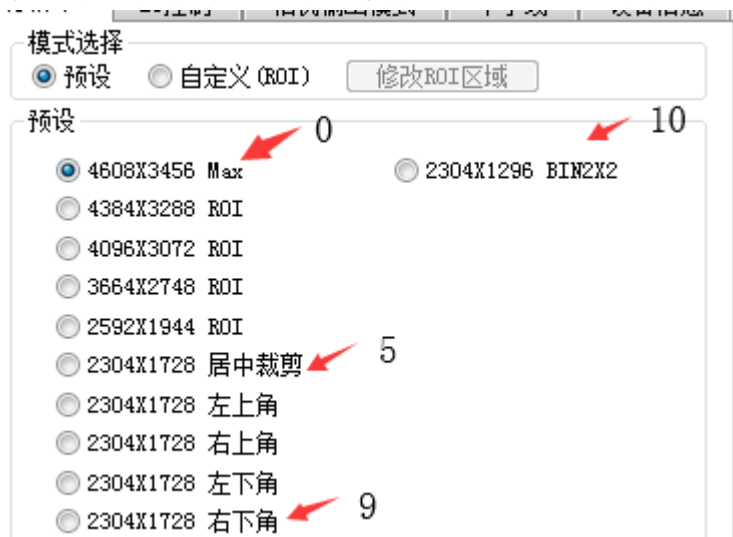 模式选择
预设 自定义(ROI) 修改ROI区域
预设 0 10
4608X3456 Max 2304X1296 BIN2X2
4384X3288 ROI
4096X3072 ROI
3664X2748 ROI
2592X1944 ROI
2304X1728 居中裁剪 5
2304X1728 左上角
2304X1728 右上角
2304X1728 左下角
2304X1728 右下角 9